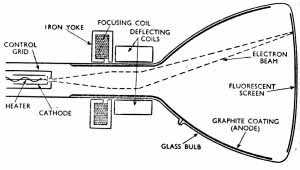 IRON YOKE
FOCUSING COIL
DEFLECTING
COILS
CONTROL
GRID
ELECTRON
BEAM
FLUORESCENT
SCREEN
HEATER
CATHODE
GRAPHITE COATING
(ANODE)
GLASS BULB